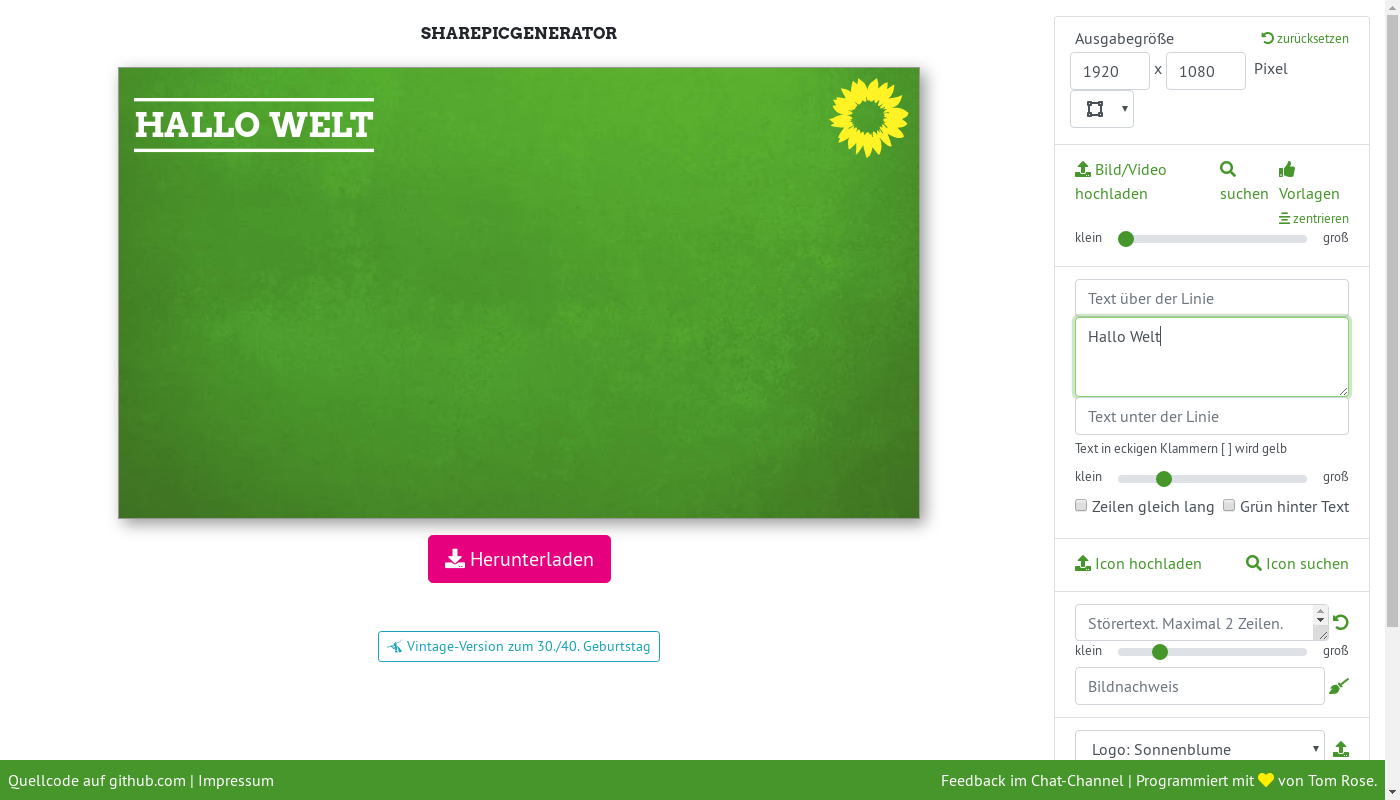 SHAREPICGENERATOR
HALLO WELT
Herunterladen
Vintage-Version zum 30./40. Geburtstag
Ausgabegröße
zurücksetzen
1920 x 1080 Pixel
Bild/Video hochladen
suchen
Vorlagen
zentrieren
klein groß
Text über der Linie
Hallo Welt
Text unter der Linie
Text in eckigen Klammern [ ] wird gelb
klein groß
Zeilen gleich lang Grün hinter Text
Icon hochladen Icon suchen
Störertext. Maximal 2 Zeilen.
klein groß
Bildnachweis
Logo: Sonnenblume
Quellcode auf github.com | Impressum
Feedback im Chat-Channel | Programmiert mit von Tom Rose.